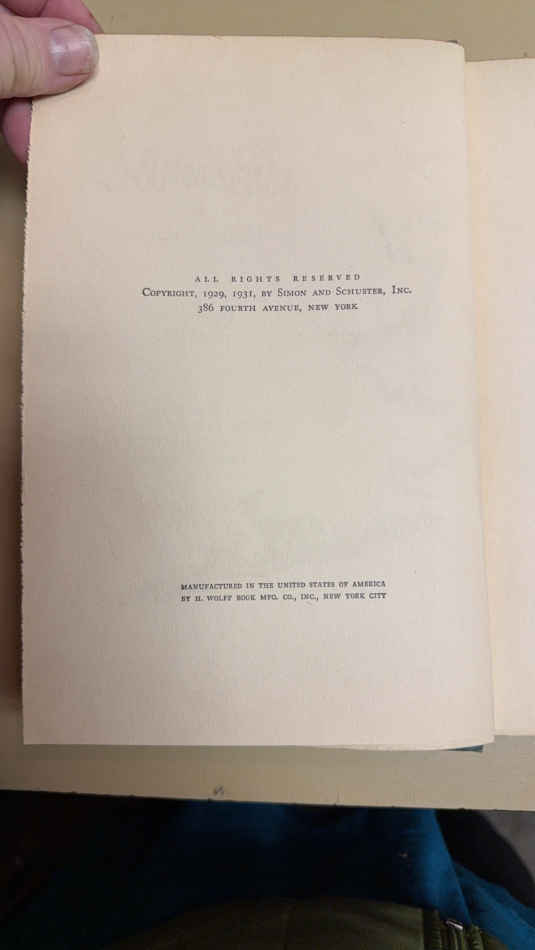 ALL RIGHTS RESERVED
COPYRIGHT, 1929, 1931, BY SIMON AND SCHUSTER, INC.
386 FOURTH AVENUE, NEW YORK
MANUFACTURED IN THE UNITED STATES OF AMERICA
BY H. WOLFF BOOK MFG. CO., INC., NEW YORK CITY